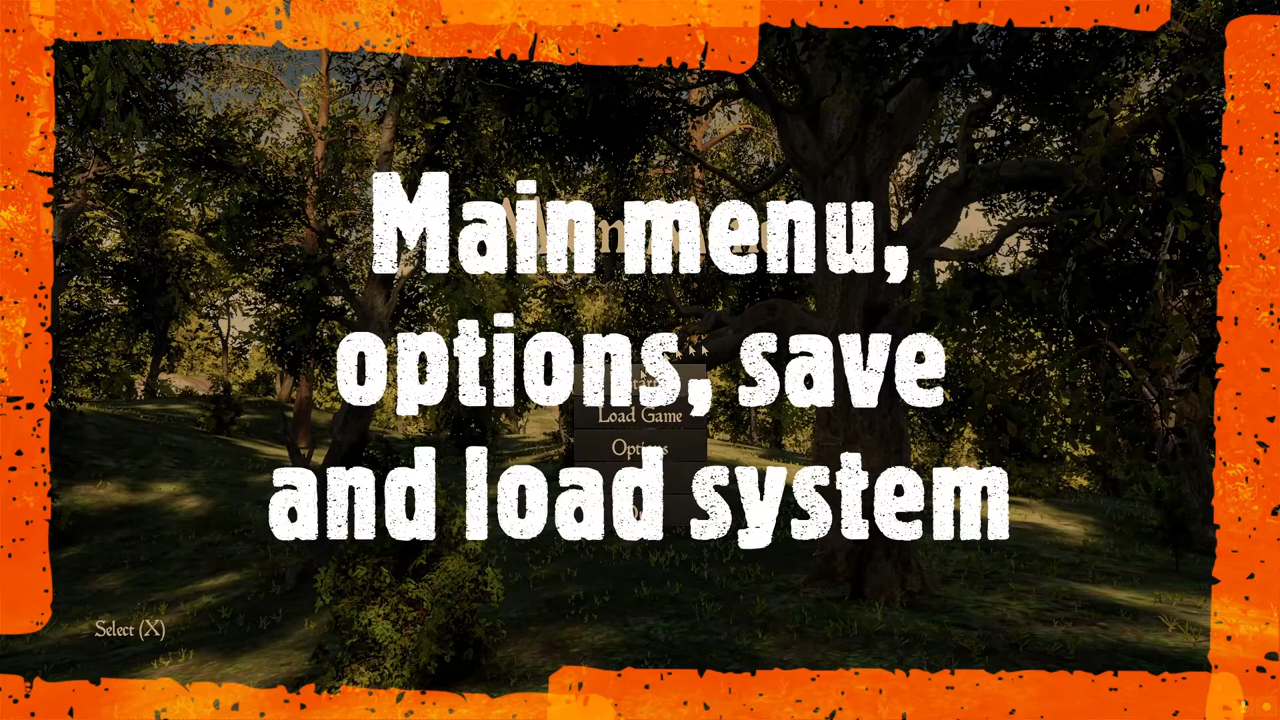 Main menu,
options, save
and load system
Load Game
Options
Select (X)